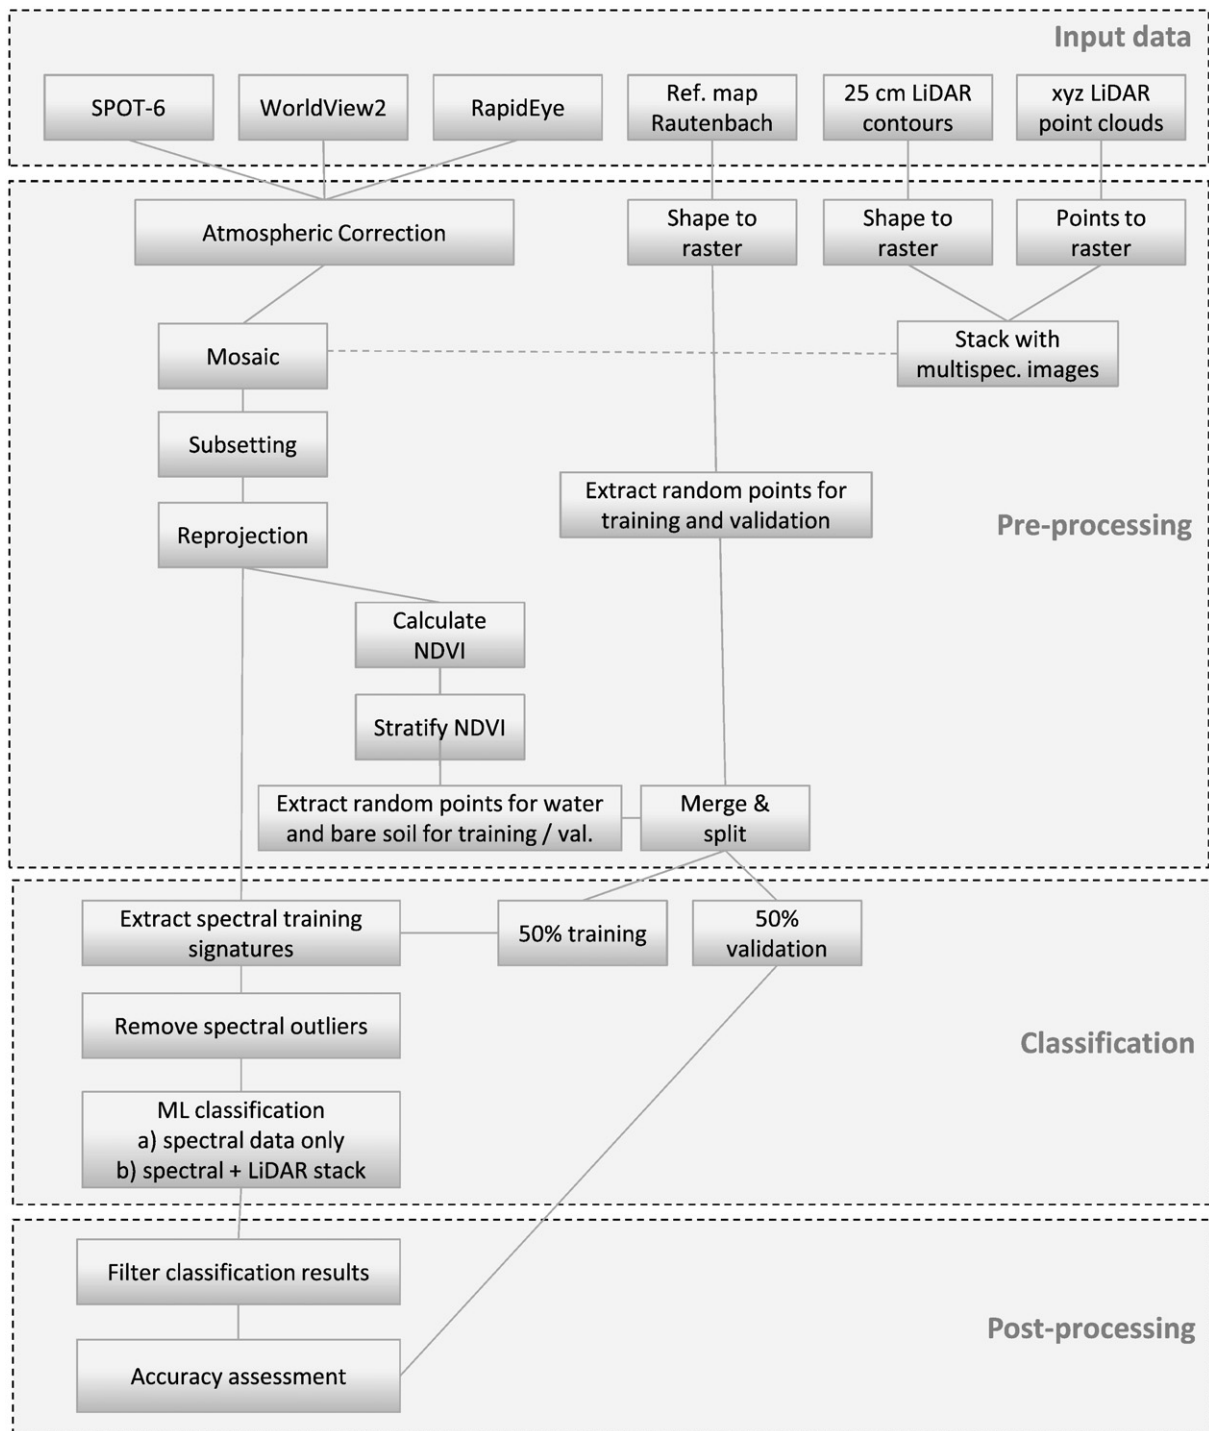 Input data
SPOT-6
WorldView2
RapidEye
Ref. map
Rautenbach
25 cm LiDAR
contours
xyz LiDAR
point clouds
Atmospheric Correction
Shape to
raster
Shape to
raster
Points to
raster
Mosaic
Stack with
multispec. images
Subsetting
Extract random points for
training and validation
Pre-processing
Reprojection
Calculate
NDVI
Stratify NDVI
Extract random points for water
and bare soil for training / val.
Merge &
split
Extract spectral training
signatures
50% training
50%
validation
Remove spectral outliers
Classification
ML classification
a) spectral data only
b) spectral + LiDAR stack
Filter classification results
Post-processing
Accuracy assessment